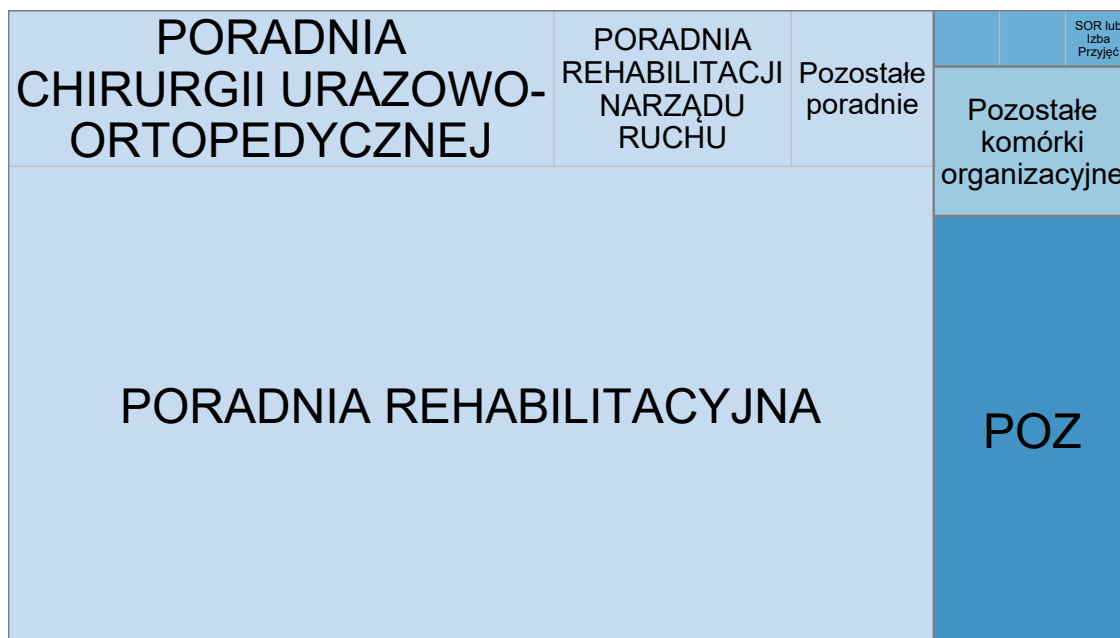 PORADNIA
CHIRURGII URAZOWO-
ORTOPEDYCZNEJ
PORADNIA
REHABILITACJI
NARZĄDU
RUCHU
Pozostałe
poradnie
SOR lub
Izba
Przyjęć
Pozostałe
komórki
organizacyjne
PORADNIA REHABILITACYJNA
POZ